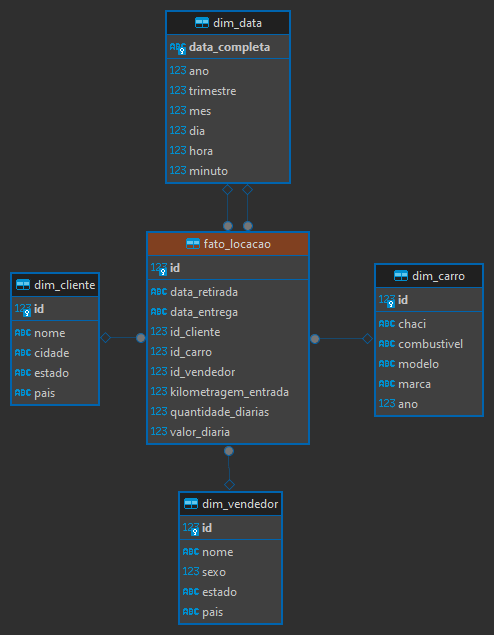 dim_data
ABC data_completa
123 ano
123 trimestre
123 mes
123 dia
123 hora
123 minuto
fato_locacao
123 id
ABC data_retirada
ABC data_entrega
123 id_cliente
123 id_carro
123 id_vendedor
123 kilometragem_entrada
123 quantidade_diarias
123 valor_diaria
dim_cliente
123 id
ABC nome
ABC cidade
ABC estado
ABC pais
dim_carro
123 id
ABC chaci
ABC combustivel
ABC modelo
ABC marca
123 ano
dim_vendedor
123 id
ABC nome
123 sexo
ABC estado
ABC pais